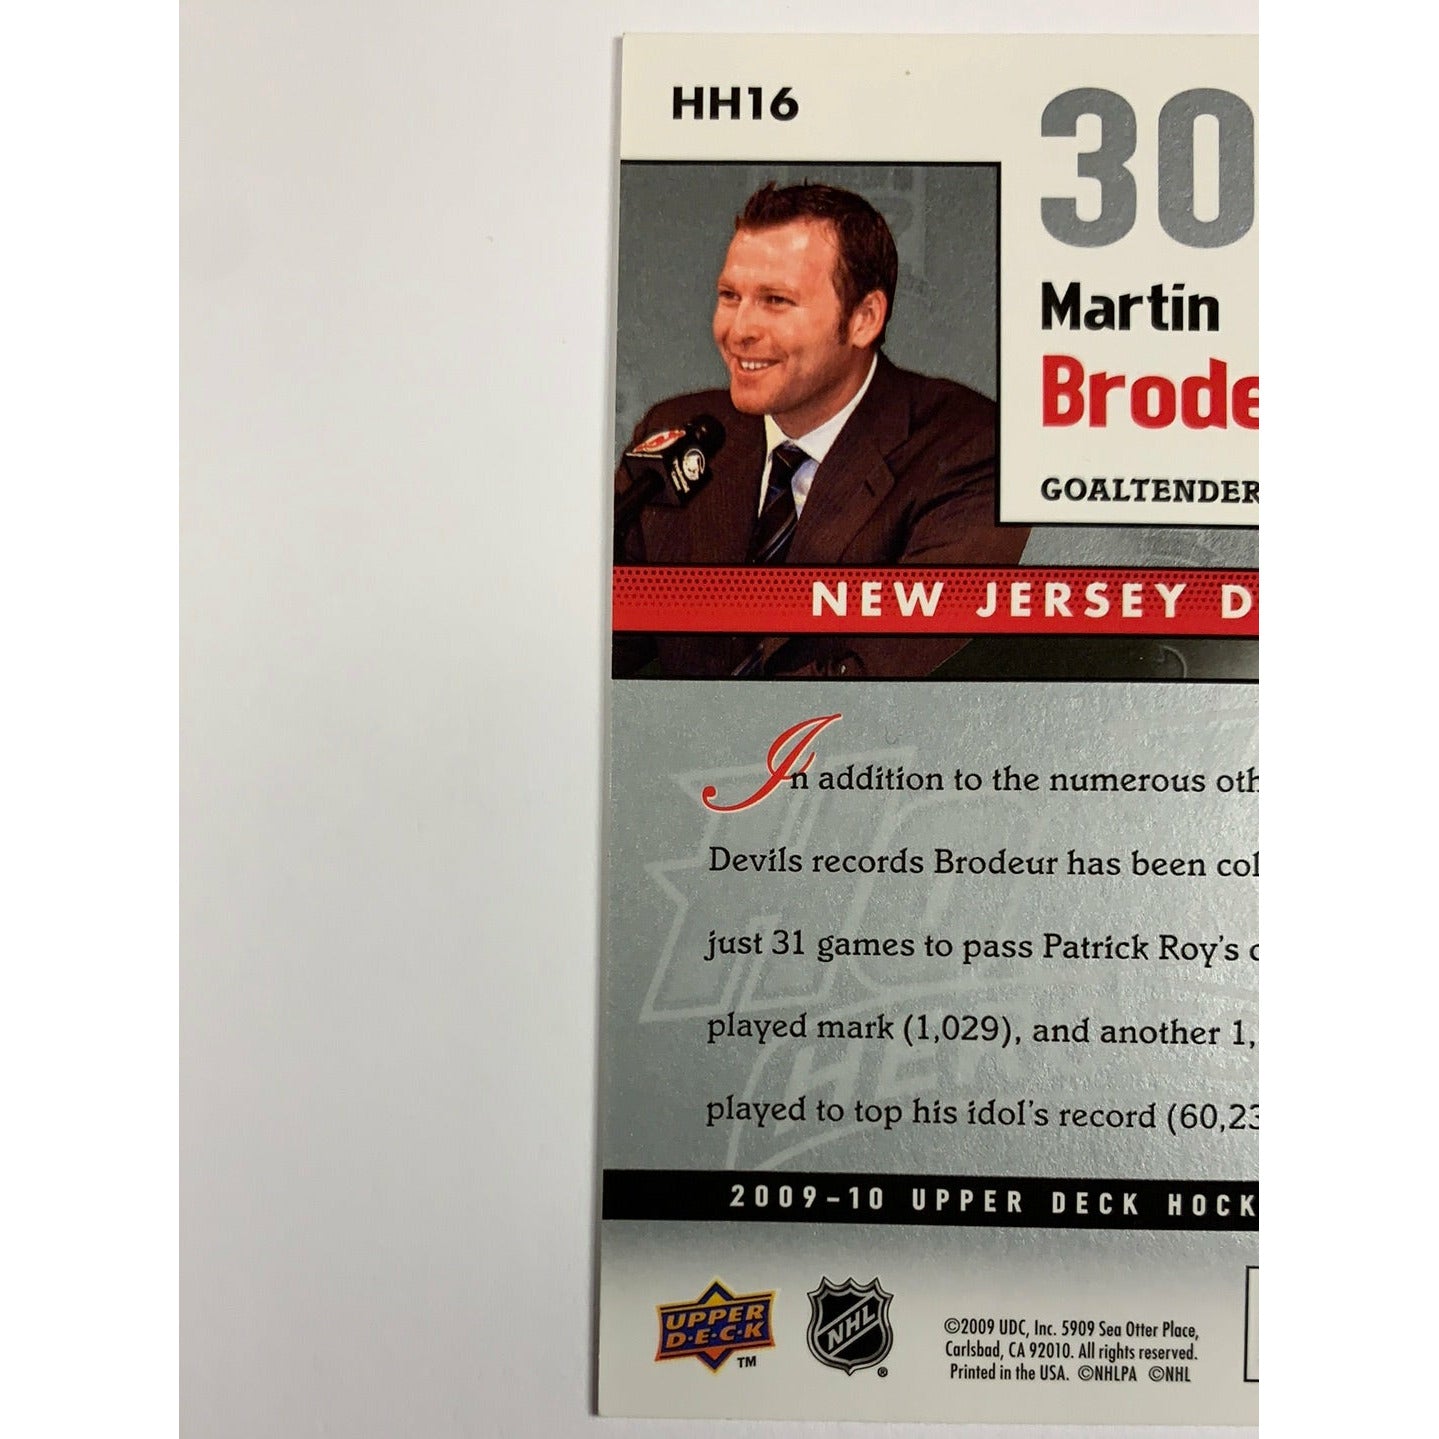 HH16
30
Martin
Brode
GOALTENDER
NEW JERSEY D
In addition to the numerous oth
Devils records Brodeur has been col
just 31 games to pass Patrick Roy's c
played mark (1,029), and another 1,
played to top his idol's record (60,23
2009-10 UPPER DECK HOCK
UPPER
D·E·C·K
TM
NHL
®
©2009 UDC, Inc. 5909 Sea Otter Place,
Carlsbad, CA 92010. All rights reserved.
Printed in the USA. ©NHLPA ©NHL